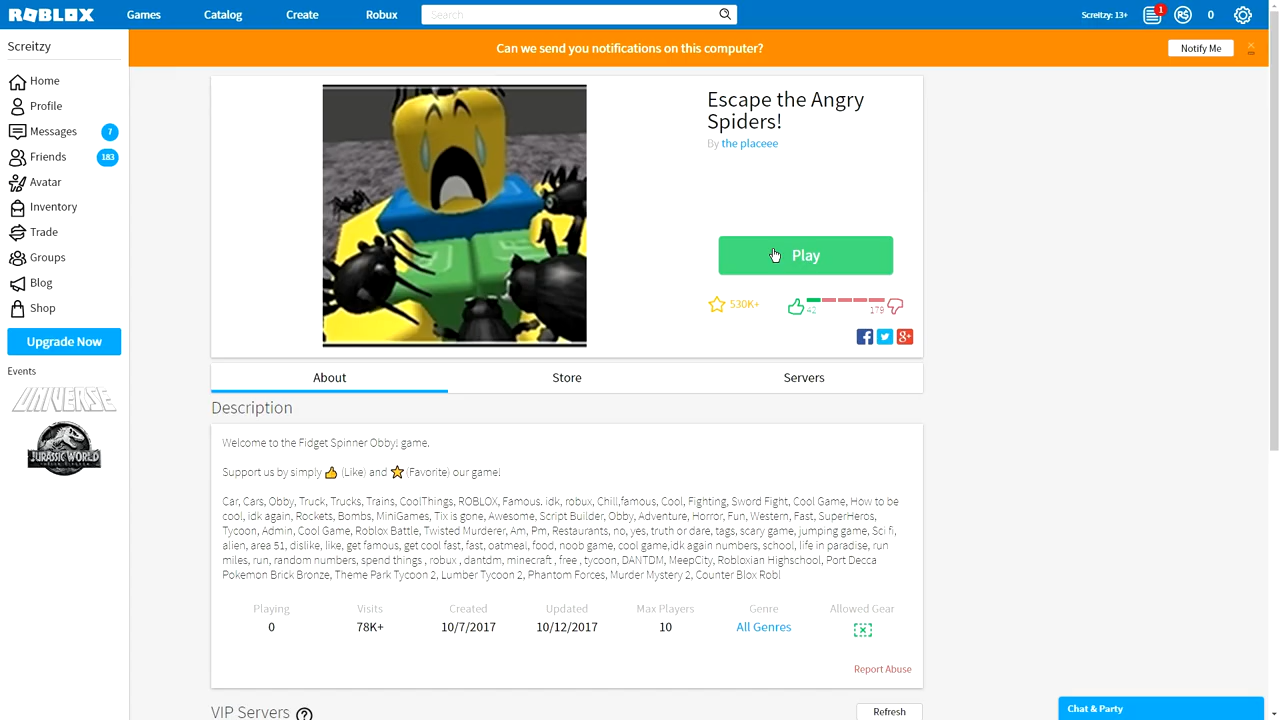 ROBLOX Games Catalog Create Robux Search Screitzy: 13+ 1 R$ 0
Screitzy
Can we send you notifications on this computer? Notify Me
Home
Profile
Messages 7
Friends 183
Avatar
Inventory
Trade
Groups
Blog
Shop
Upgrade Now
Events
UNIVERSE
JURASSIC WORLD
Escape the Angry
Spiders!
By the placeee
Play
530K+ 42 179
About Store Servers
Description
Welcome to the Fidget Spinner Obby! game.
Support us by simply 👍 (Like) and ⭐ (Favorite) our game!
Car, Cars, Obby, Truck, Trucks, Trains, CoolThings, ROBLOX, Famous. idk, robux, Chill,famous, Cool, Fighting, Sword Fight, Cool Game, How to be
cool, idk again, Rockets, Bombs, MiniGames, Tix is gone, Awesome, Script Builder, Obby, Adventure, Horror, Fun, Western, Fast, SuperHeros,
Tycoon, Admin, Cool Game, Roblox Battle, Twisted Murderer, Am, Pm, Restaurants, no, yes, truth or dare, tags, scary game, jumping game, Sci fi,
alien, area 51, dislike, like, get famous, get cool fast, fast, oatmeal, food, noob game, cool game,idk again numbers, school, life in paradise, run
miles, run, random numbers, spend things , robux , dantdm, minecraft , free , tycoon, DANTDM, MeepCity, Robloxian Highschool, Port Decca
Pokemon Brick Bronze, Theme Park Tycoon 2, Lumber Tycoon 2, Phantom Forces, Murder Mystery 2, Counter Blox Robl
Playing Visits Created Updated Max Players Genre Allowed Gear
0 78K+ 10/7/2017 10/12/2017 10 All Genres
Report Abuse
VIP Servers Refresh
Chat & Party